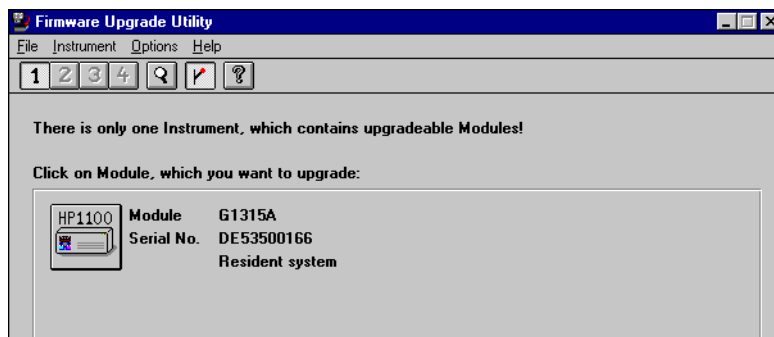 Firmware Upgrade Utility
File Instrument Options Help
1 2 3 4 ?
There is only one Instrument, which contains upgradeable Modules!
Click on Module, which you want to upgrade:
HP1100
Module G1315A
Serial No. DE53500166
Resident system